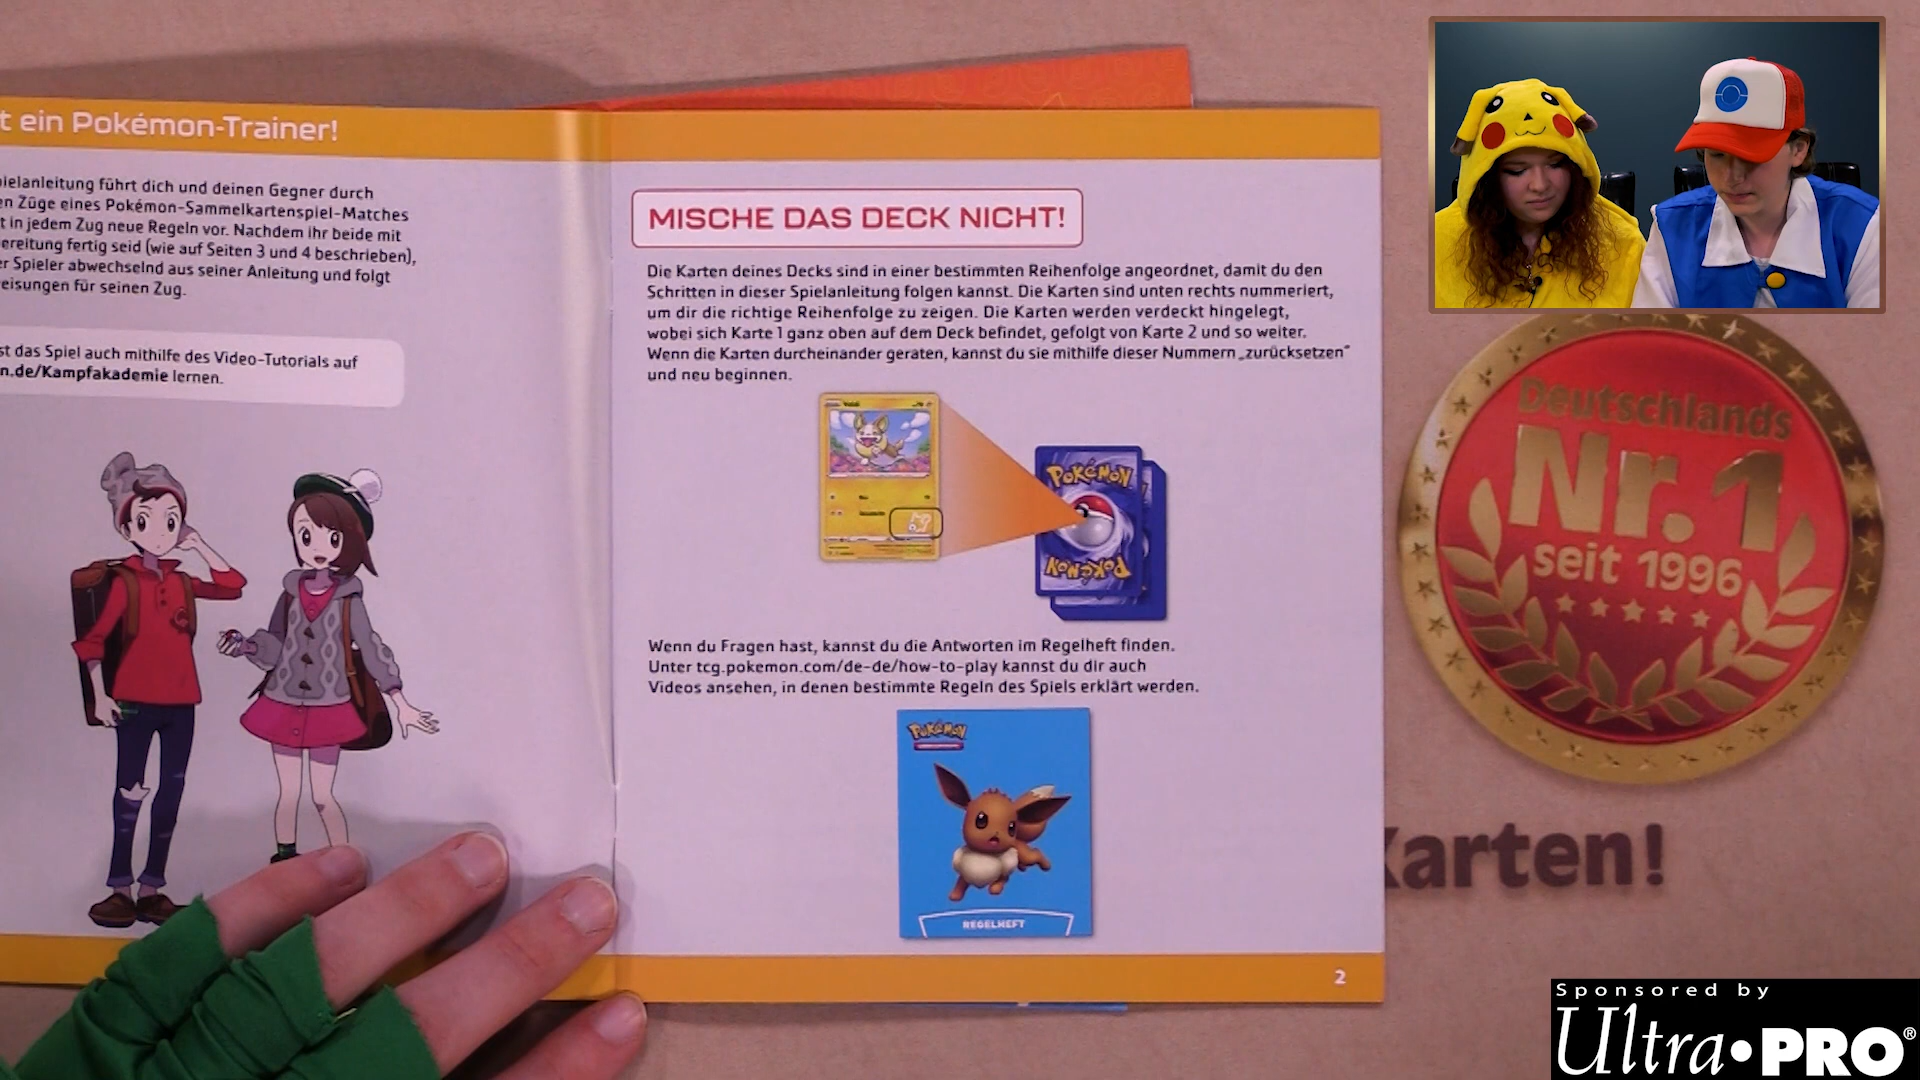 t ein Pokémon-Trainer!
ielanleitung führt dich und deinen Gegner durch
en Züge eines Pokémon-Sammelkartenspiel-Matches
t in jedem Zug neue Regeln vor. Nachdem ihr beide mit
ereitung fertig seid (wie auf Seiten 3 und 4 beschrieben),
er Spieler abwechselnd aus seiner Anleitung und folgt
eisungen für seinen Zug.
st das Spiel auch mithilfe des Video-Tutorials auf
n.de/Kampfakademie lernen.
MISCHE DAS DECK NICHT!
Die Karten deines Decks sind in einer bestimmten Reihenfolge angeordnet, damit du den
Schritten in dieser Spielanleitung folgen kannst. Die Karten sind unten rechts nummeriert,
um dir die richtige Reihenfolge zu zeigen. Die Karten werden verdeckt hingelegt,
wobei sich Karte 1 ganz oben auf dem Deck befindet, gefolgt von Karte 2 und so weiter.
Wenn die Karten durcheinander geraten, kannst du sie mithilfe dieser Nummern „zurücksetzen“
und neu beginnen.
POKÉMON
POKÉMON
Wenn du Fragen hast, kannst du die Antworten im Regelheft finden.
Unter tcg.pokemon.com/de-de/how-to-play kannst du dir auch
Videos ansehen, in denen bestimmte Regeln des Spiels erklärt werden.
POKÉMON
REGELHEFT
2
Deutschlands
Nr. 1
seit 1996
Karten!
Sponsored by
Ultra•PRO®